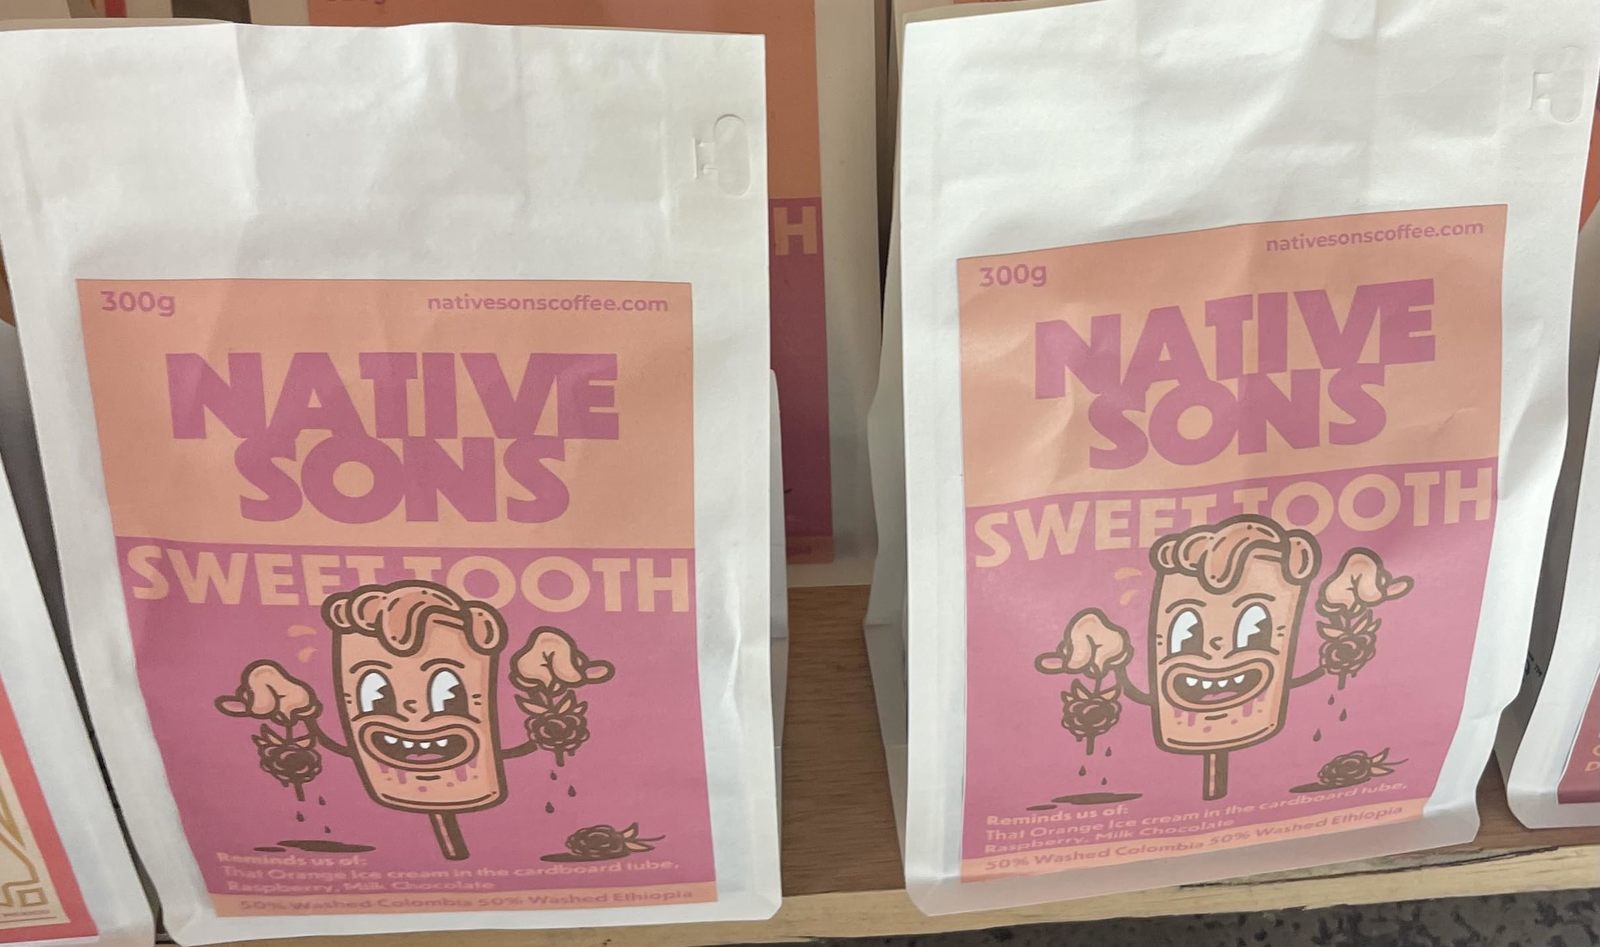 300g
nativesonscoffee.com
NATIVE
SONS
SWEET TOOTH
Reminds us of:
That Orange Ice cream in the cardboard tube,
Raspberry, Milk Chocolate
50% Washed Colombia 50% Washed Ethiopia
H
300g
nativesonscoffee.com
NATIVE
SONS
SWEET TOOTH
Reminds us of:
That Orange Ice cream in the cardboard tube,
Raspberry, Milk Chocolate
50% Washed Colombia 50% Washed Ethiopia